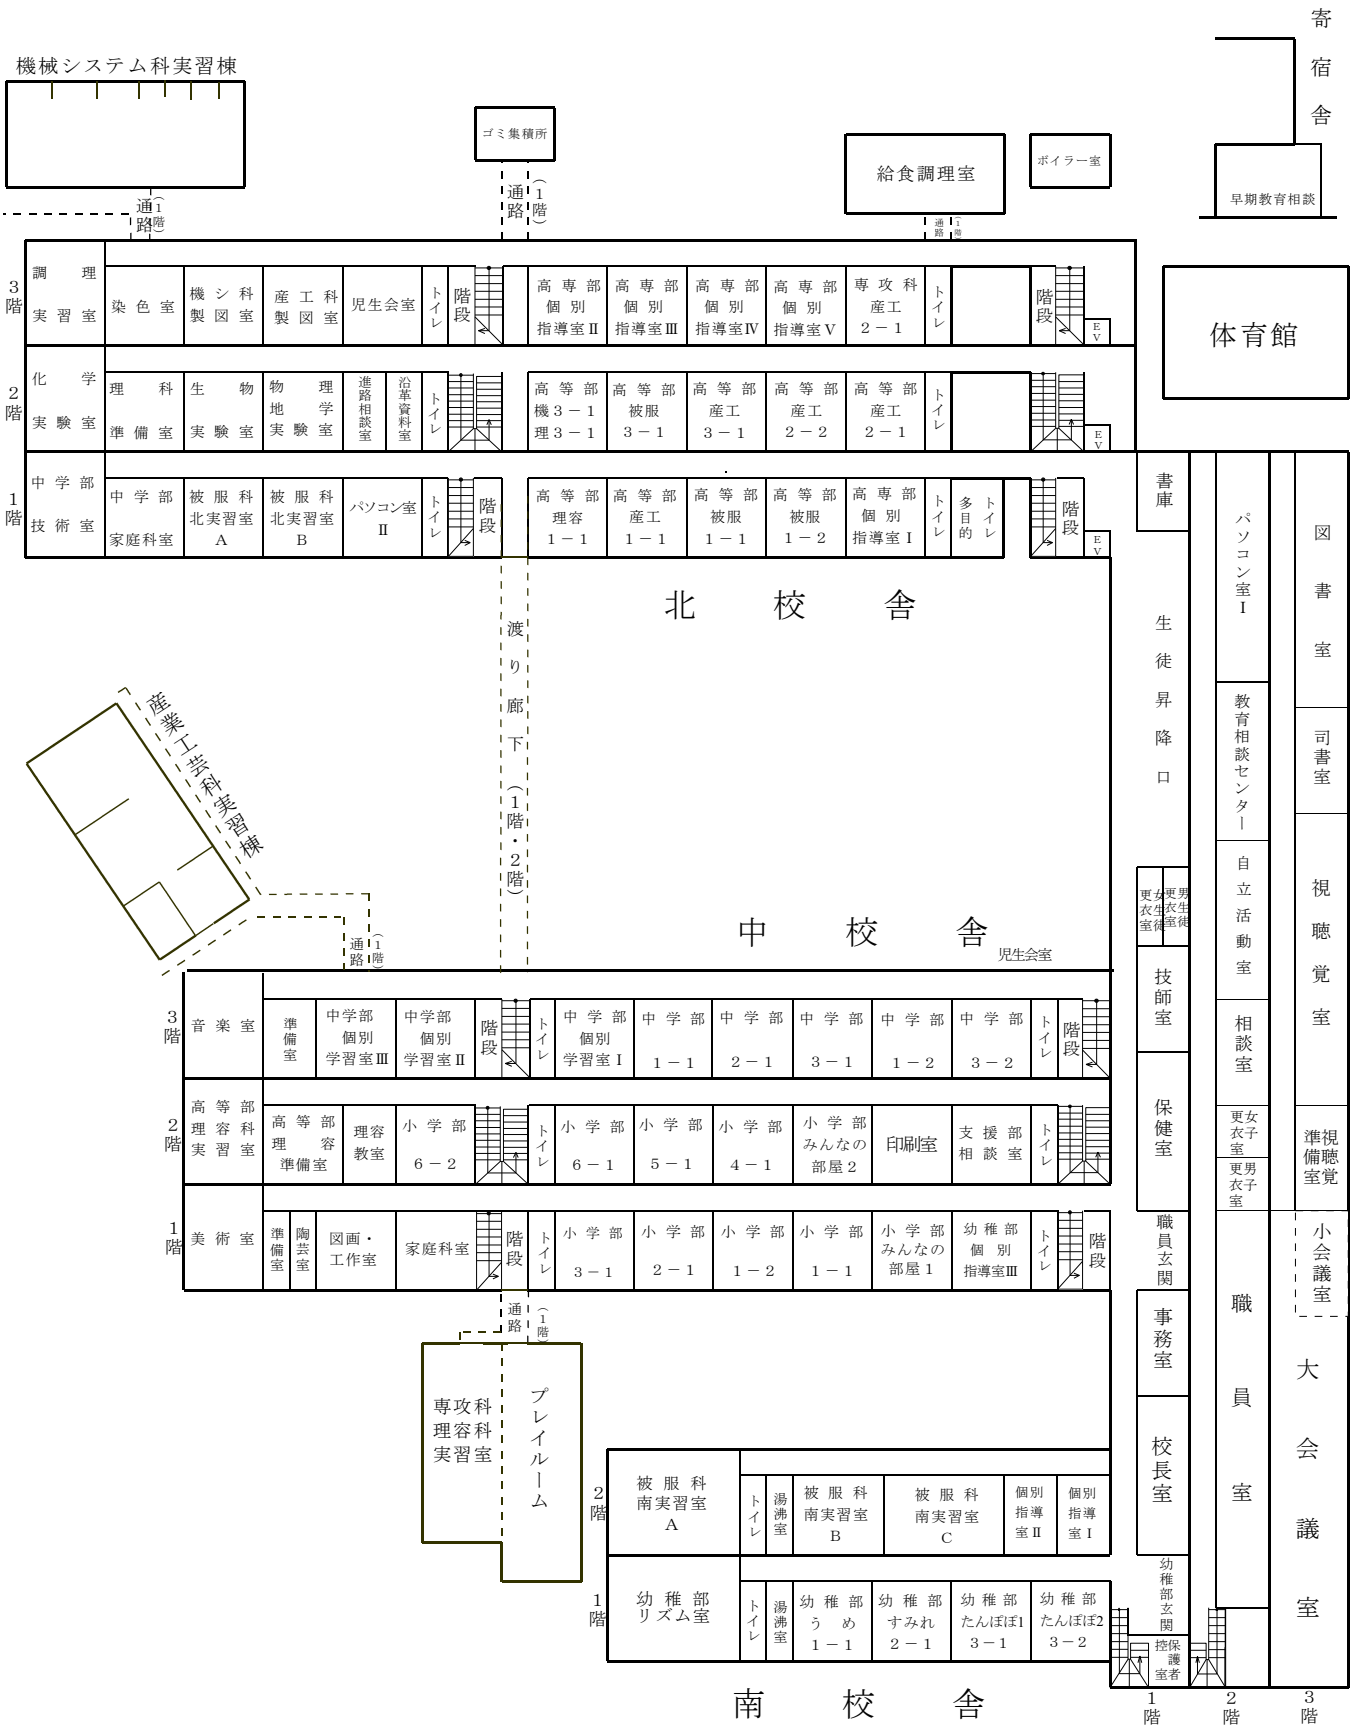 寄宿舎
機械システム科実習棟
ゴミ集積所
給食調理室
ボイラー室
早期教育相談
通路
(1階)
通路
(1階)
通路
(1階)
3階
調理
実習室
染色室
機シ科
製図室
産工科
製図室
児生会室
トイレ
階段
高専部
個別
指導室Ⅱ
高専部
個別
指導室Ⅲ
高専部
個別
指導室Ⅳ
高専部
個別
指導室Ⅴ
専攻科
産工
2－1
トイレ
階段
EV
体育館
2階
化学
実験室
理科
準備室
生物
実験室
物理
地学
実験室
進路相談室
沿革資料室
トイレ
高等部
機3－1
理3－1
高等部
被服
3－1
高等部
産工
3－1
高等部
産工
2－2
高等部
産工
2－1
トイレ
EV
1階
中学部
技術室
中学部
家庭科室
被服科
北実習室
A
被服科
北実習室
B
パソコン室
Ⅱ
トイレ
階段
高等部
理容
1－1
高等部
産工
1－1
高等部
被服
1－1
高等部
被服
1－2
高専部
個別
指導室Ⅰ
トイレ
多目的
トイレ
階段
EV
北校舎
書庫
生徒昇降口
パソコン室Ⅰ
図書室
渡り廊下(1階・2階)
教育相談センター
司書室
産業工芸科実習棟
自立活動室
視聴覚室
女生徒
更衣室
男生徒
更衣室
通路
(1階)
中校舎
児生会室
技師室
相談室
3階
音楽室
準備室
中学部
個別
学習室Ⅲ
中学部
個別
学習室Ⅱ
階段
トイレ
中学部
個別
学習室Ⅰ
中学部
1－1
中学部
2－1
中学部
3－1
中学部
1－2
中学部
3－2
トイレ
階段
2階
高等部
理容科
実習室
高等部
理容
準備室
理容
教室
小学部
6－2
トイレ
小学部
6－1
小学部
5－1
小学部
4－1
小学部
みんなの
部屋2
印刷室
支援部
相談室
トイレ
保健室
女子
更衣室
男子
更衣室
視聴覚
準備室
1階
美術室
準備室
陶芸室
図画・
工作室
家庭科室
階段
トイレ
小学部
3－1
小学部
2－1
小学部
1－2
小学部
1－1
小学部
みんなの
部屋1
幼稚部
個別
指導室Ⅲ
トイレ
階段
職員玄関
小会議室
通路
(1階)
事務室
職員室
大会議室
専攻科
理容科
実習室
プレイルーム
校長室
2階
被服科
南実習室
A
トイレ
湯沸室
被服科
南実習室
B
被服科
南実習室
C
個別
指導
室Ⅱ
個別
指導
室Ⅰ
1階
幼稚部
リズム室
トイレ
湯沸室
幼稚部
うめ
1－1
幼稚部
すみれ
2－1
幼稚部
たんぽぽ1
3－1
幼稚部
たんぽぽ2
3－2
幼稚部玄関
保護者
控室
南校舎
1階
2階
3階